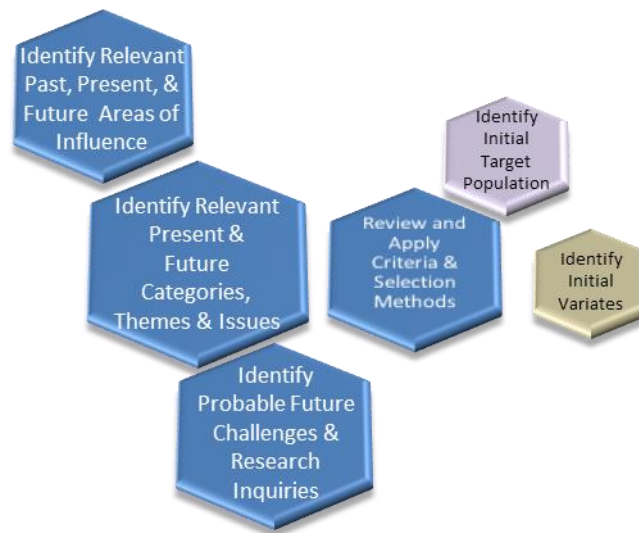 Identify Relevant
Past, Present, &
Future Areas of
Influence
Identify Relevant
Present &
Future
Categories,
Themes & Issues
Identify
Probable Future
Challenges &
Research
Inquiries
Review and
Apply
Criteria &
Selection
Methods
Identify
Initial
Target
Population
Identify
Initial
Variates